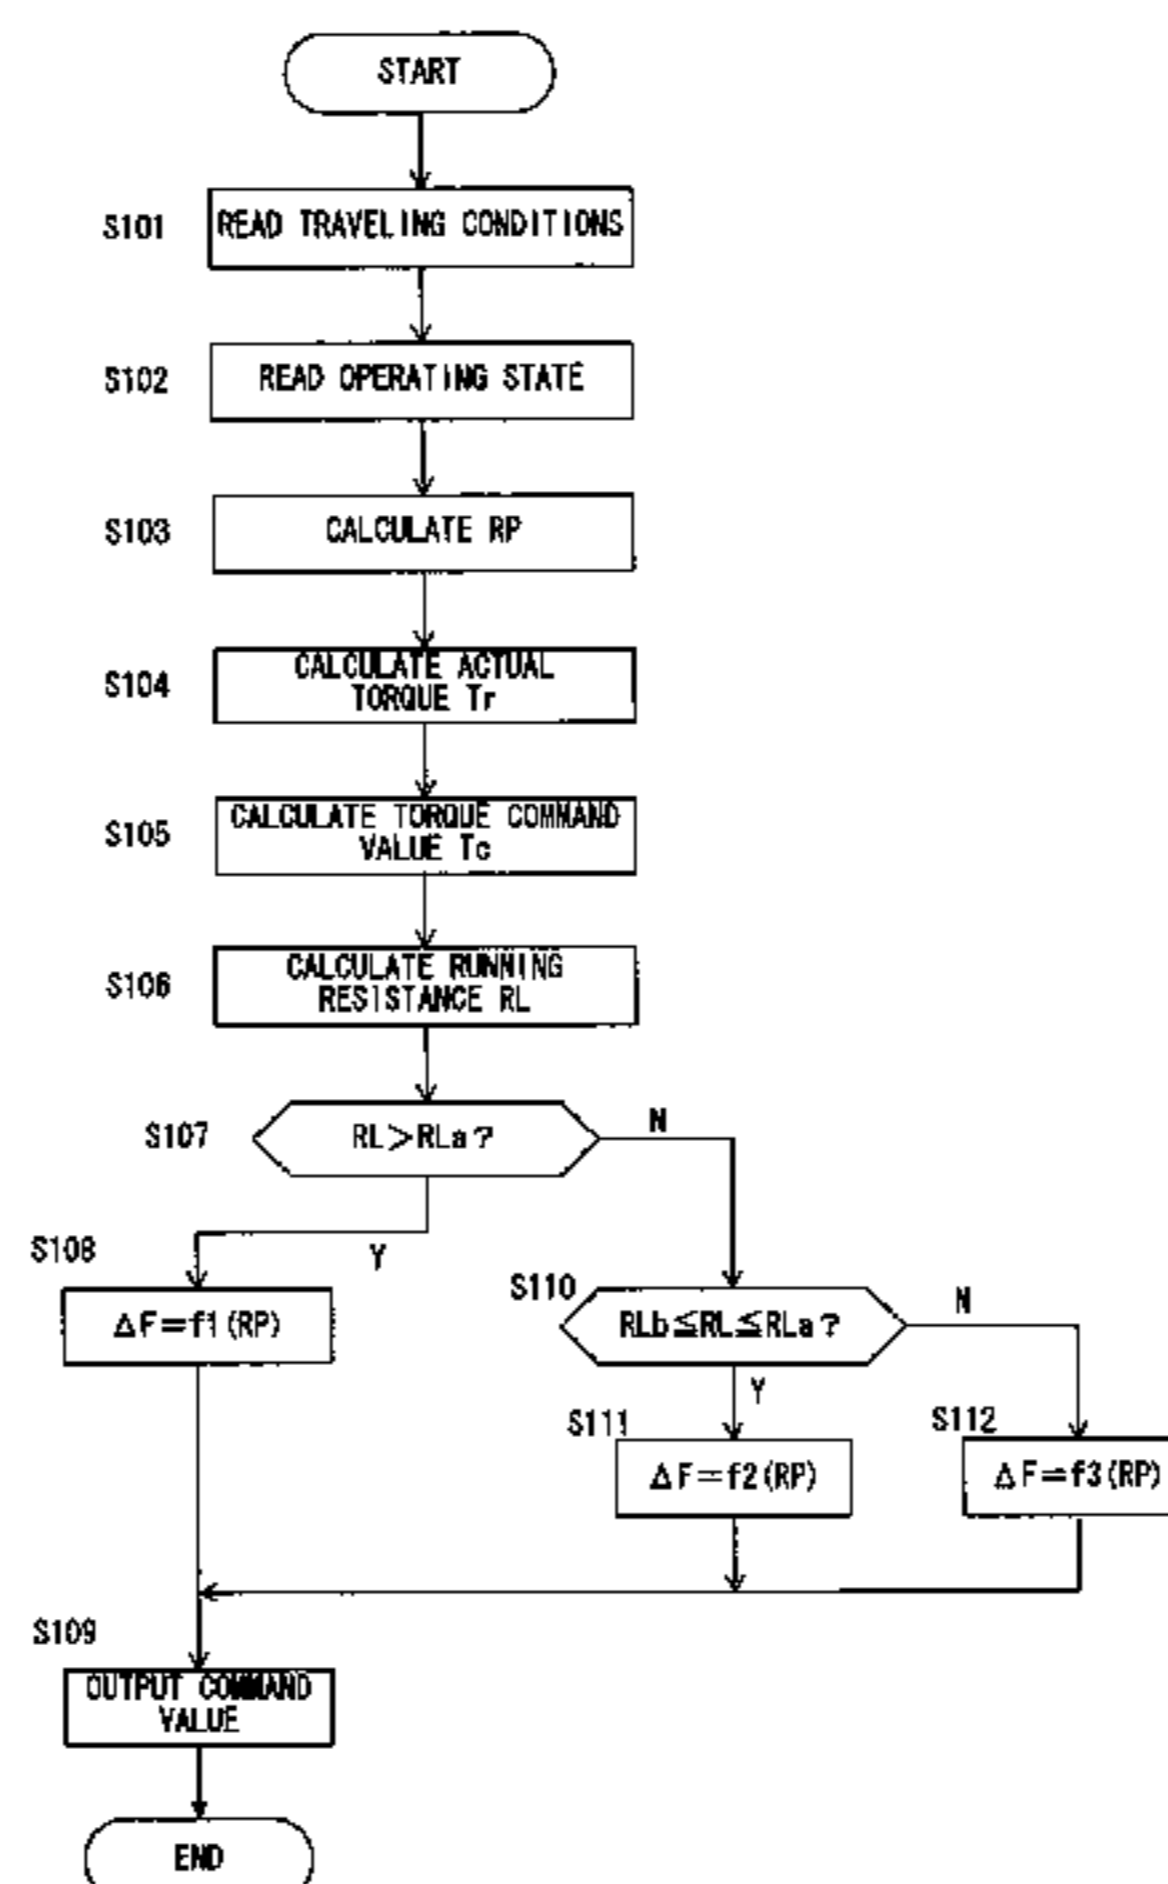 START
S101
READ TRAVELING CONDITIONS
S102
READ OPERATING STATE
S103
CALCULATE RP
S104
CALCULATE ACTUAL
TORQUE Tr
S105
CALCULATE TORQUE COMMAND
VALUE Tc
S106
CALCULATE RUNNING
RESISTANCE RL
S107
RL>RLa?
N
Y
S108
ΔF=f1(RP)
S110
RLb≦RL≦RLa?
N
Y
S111
ΔF=f2(RP)
S112
ΔF=f3(RP)
S109
OUTPUT COMMAND
VALUE
END